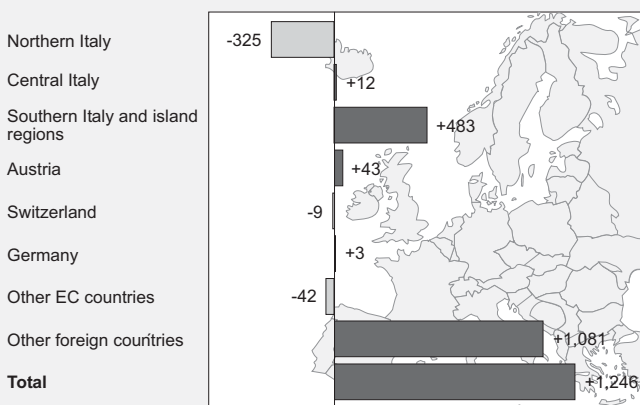 Northern Italy
-325
Central Italy
+12
Southern Italy and island
regions
+483
Austria
+43
Switzerland
-9
Germany
+3
Other EC countries
-42
Other foreign countries
+1,081
Total
+1,246